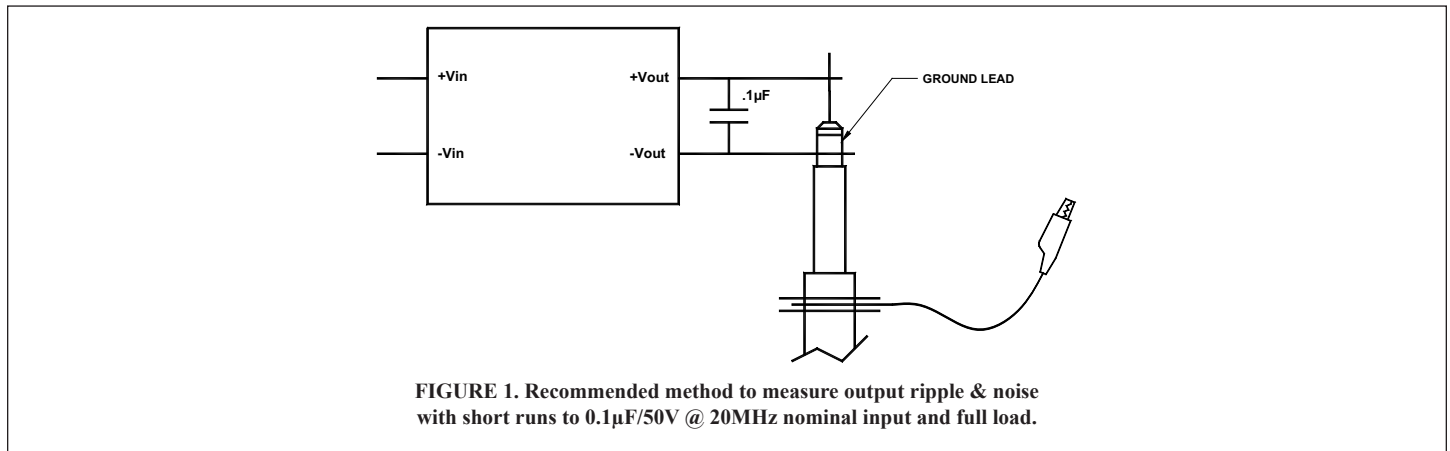 +Vin
+Vout
.1µF
GROUND LEAD
-Vin
-Vout
FIGURE 1. Recommended method to measure output ripple & noise
with short runs to 0.1µF/50V @ 20MHz nominal input and full load.